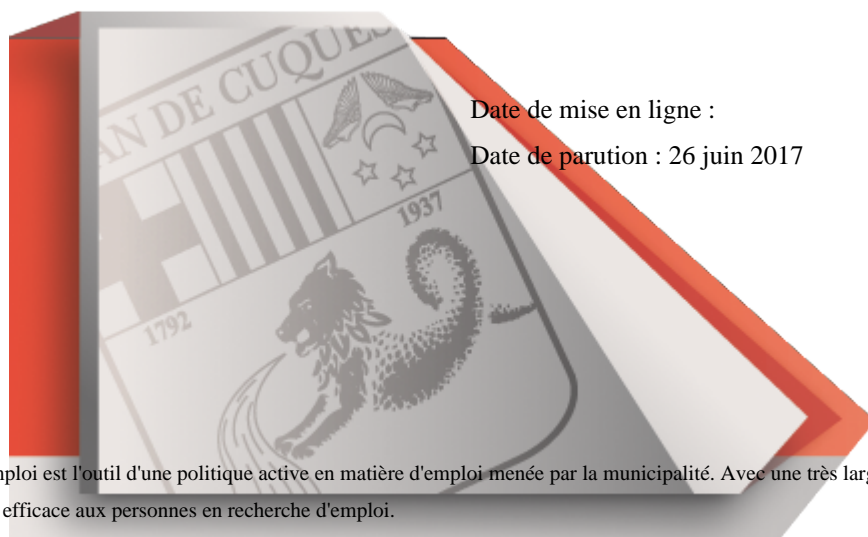 AN DE CUQUES
Date de mise en ligne :
Date de parution : 26 juin 2017
1937
1792
mploi est l'outil d'une politique active en matière d'emploi menée par la municipalité. Avec une très larg
efficace aux personnes en recherche d'emploi.